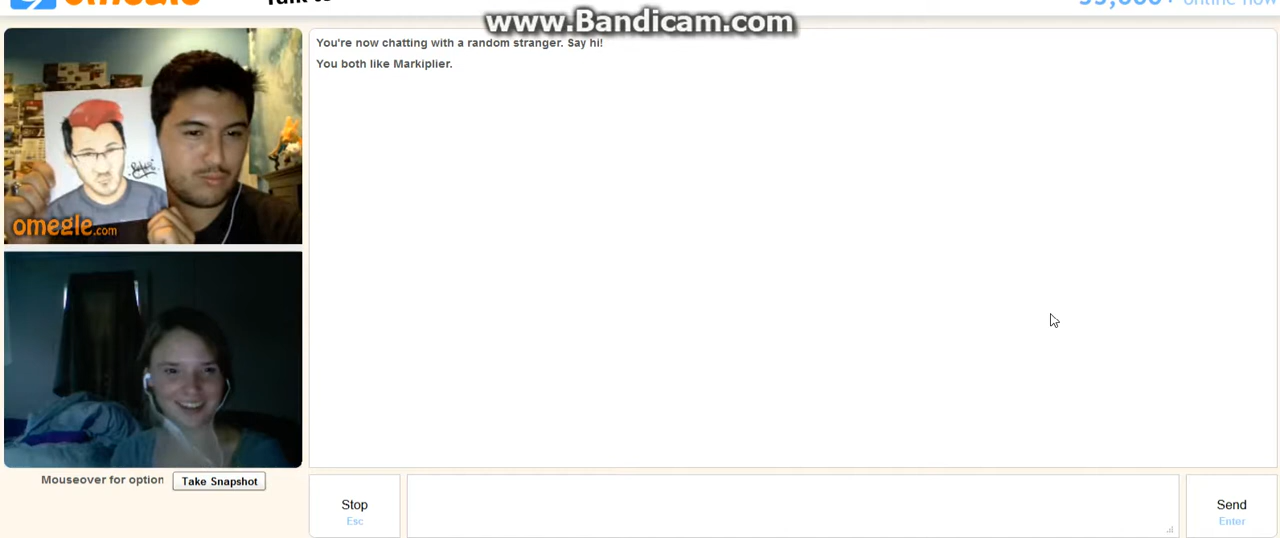 www.Bandicam.com
online now
You're now chatting with a random stranger. Say hi!
You both like Markiplier.
omegle.com
Mouseover for option
Take Snapshot
Stop
Esc
Send
Enter